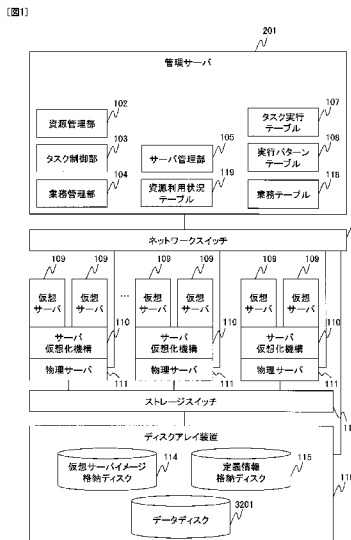 [図1]
201
管理サーバ
102
資源管理部
103
タスク制御部
104
業務管理部
105
サーバ管理部
119
資源利用状況
テーブル
107
タスク実行
テーブル
108
実行パターン
テーブル
118
業務テーブル
ネットワークスイッチ
109 109 109 109 109 109
仮想
サーバ
仮想
サーバ
…
仮想
サーバ
仮想
サーバ
仮想
サーバ
仮想
サーバ
サーバ
仮想化機構
110
サーバ
仮想化機構
110
サーバ
仮想化機構
110
物理サーバ
111
物理サーバ
111
物理サーバ
111
ストレージスイッチ
ディスクアレイ装置
仮想サーバイメージ
格納ディスク
114
定義情報
格納ディスク
115
データディスク
3201